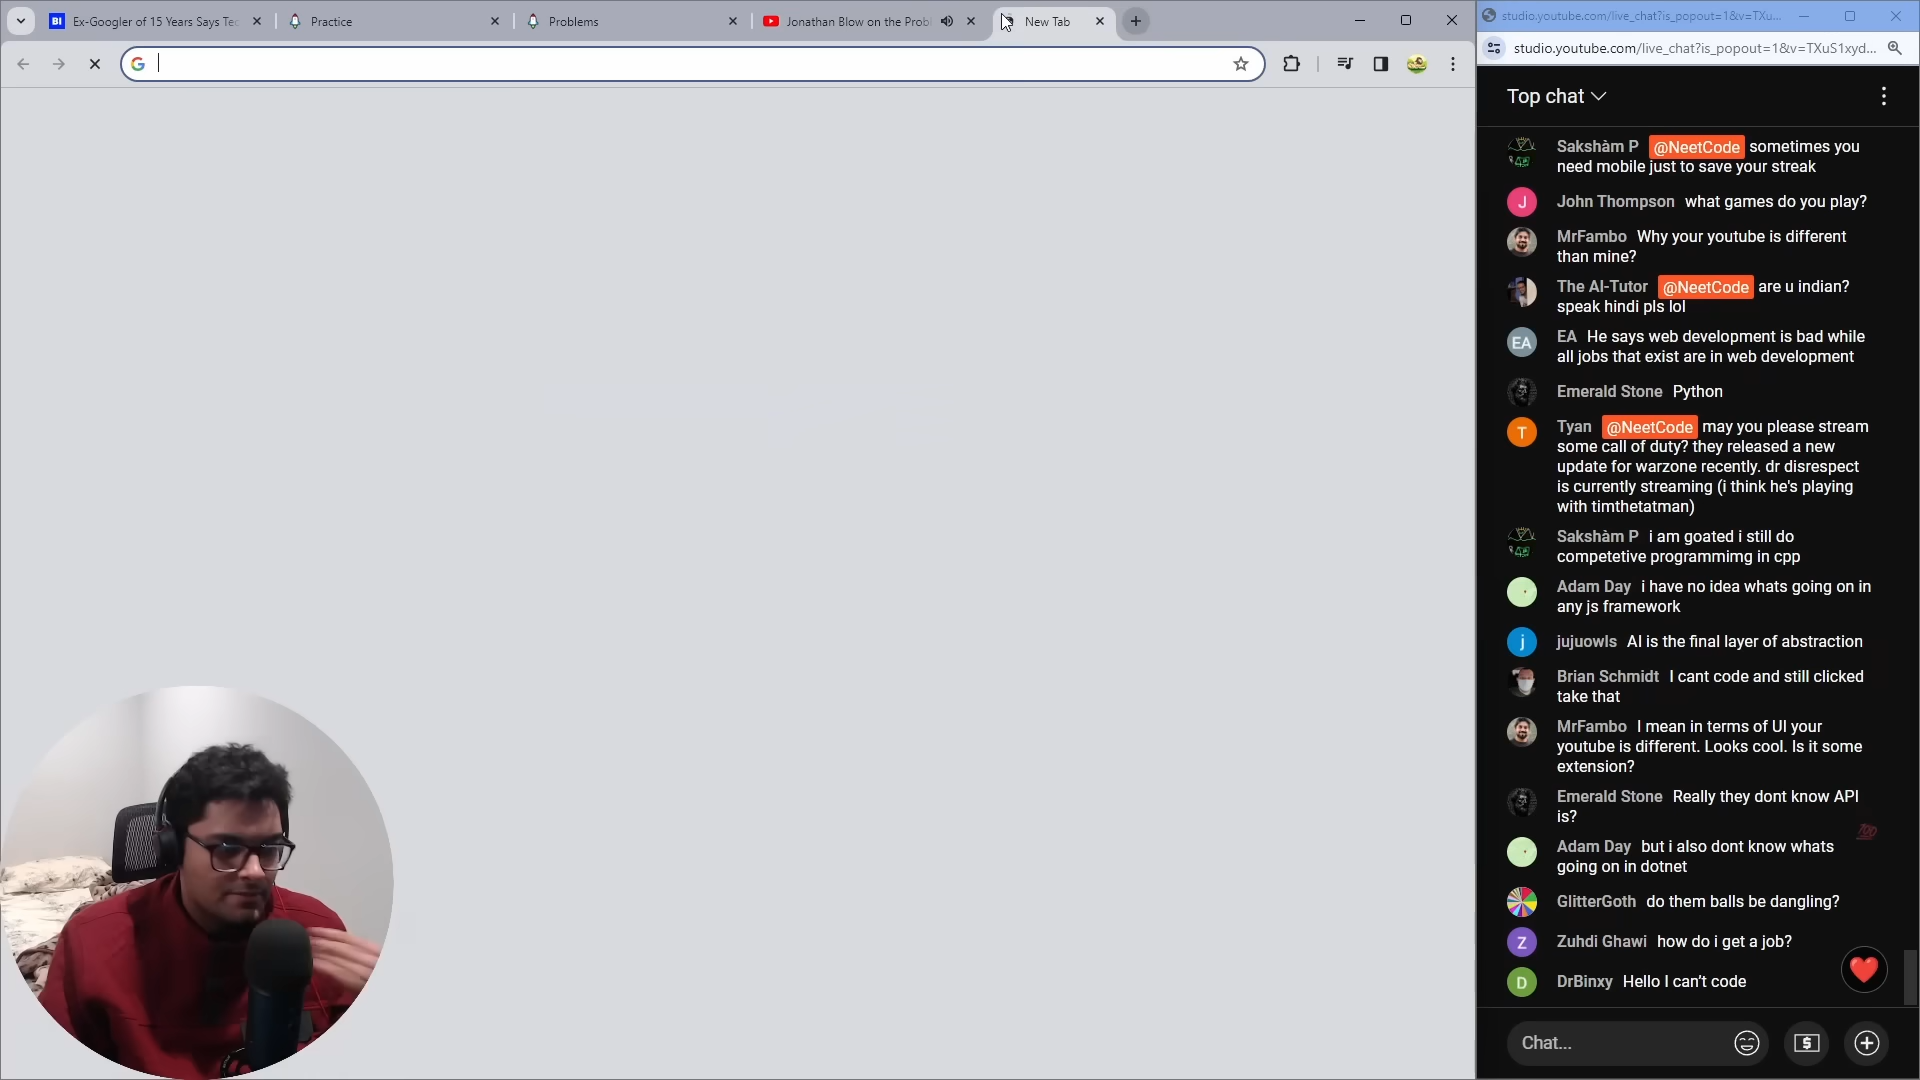 Ex-Googler of 15 Years Says Tec
Practice
Problems
Jonathan Blow on the Prob
New Tab
studio.youtube.com/live_chat?is_popout=1&v=TXu...
studio.youtube.com/live_chat?is_popout=1&v=TXuS1xyd...
Top chat
Sakshàm P @NeetCode sometimes you
need mobile just to save your streak
John Thompson what games do you play?
MrFambo Why your youtube is different
than mine?
The AI-Tutor @NeetCode are u indian?
speak hindi pls lol
EA He says web development is bad while
all jobs that exist are in web development
Emerald Stone Python
Tyan @NeetCode may you please stream
some call of duty? they released a new
update for warzone recently. dr disrespect
is currently streaming (i think he's playing
with timthetatman)
Sakshàm P i am goated i still do
competetive programmimg in cpp
Adam Day i have no idea whats going on in
any js framework
jujuowls AI is the final layer of abstraction
Brian Schmidt I cant code and still clicked
take that
MrFambo I mean in terms of UI your
youtube is different. Looks cool. Is it some
extension?
Emerald Stone Really they dont know API
is?
Adam Day but i also dont know whats
going on in dotnet
GlitterGoth do them balls be dangling?
Zuhdi Ghawi how do i get a job?
DrBinxy Hello I can't code
Chat...